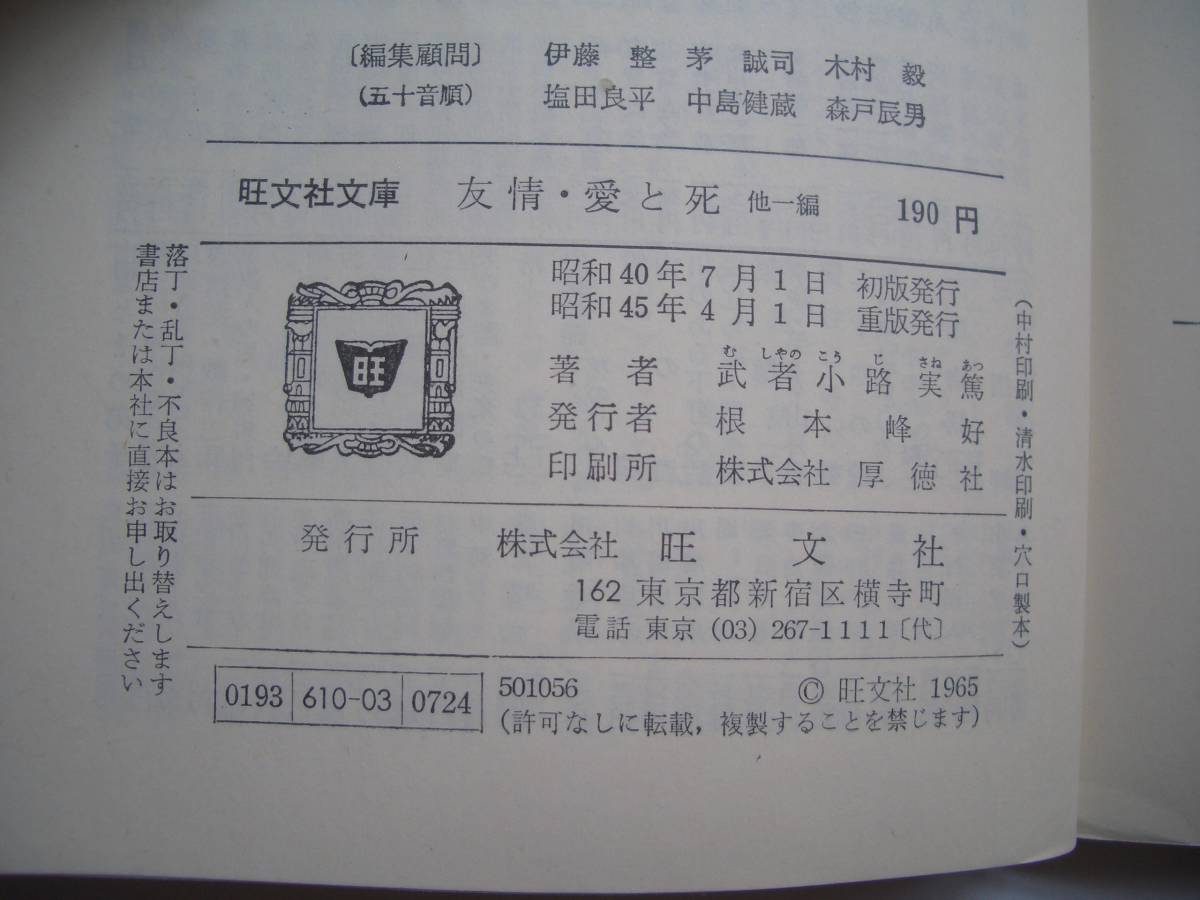 〔編集顧問〕 伊藤 整 茅 誠司 木村 毅
(五十音順) 塩田良平 中島健蔵 森戸辰男
旺文社文庫 友情・愛と死 他一編 190円
昭和40年7月1日 初版発行
昭和45年4月1日 重版発行
む しゃの こう じ さね あつ
著者 武者小路実篤
発行者 根本峰好
印刷所 株式会社 厚徳社
旺
落丁・乱丁・不良本はお取り替えします
書店または本社に直接お申し出ください
(中村印刷・清水印刷・穴口製本)
発行所 株式会社 旺文社
162 東京都新宿区横寺町
電話 東京 (03) 267-1111〔代〕
0193 610-03 0724
501056 © 旺文社 1965
(許可なしに転載，複製することを禁じます)